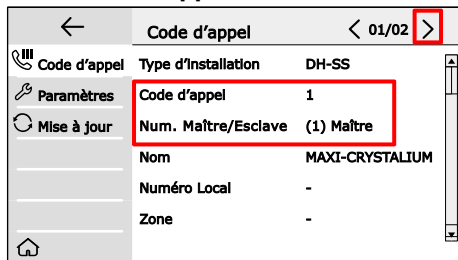 Code d'appel 01/02
Code d'appel
Paramètres
Mise à jour
Type d'Installation DH-SS
Code d'appel 1
Num. Maître/Esclave (1) Maître
Nom MAXI-CRYSTALIUM
Numéro Local -
Zone -